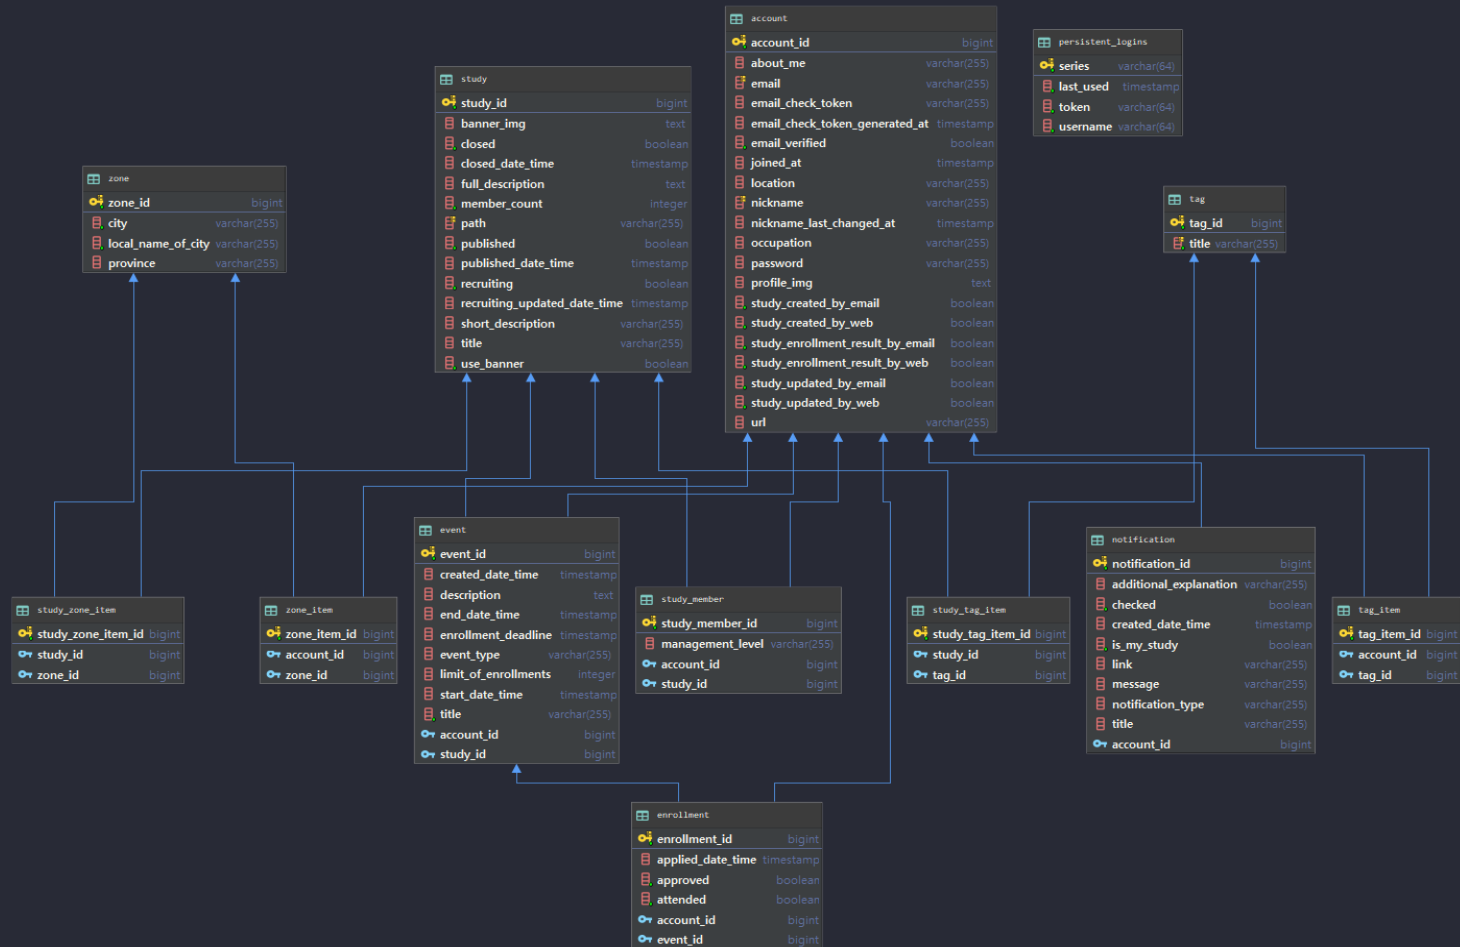 account
account_id bigint
about_me varchar(255)
email varchar(255)
email_check_token varchar(255)
email_check_token_generated_at timestamp
email_verified boolean
joined_at timestamp
location varchar(255)
nickname varchar(255)
nickname_last_changed_at timestamp
occupation varchar(255)
password varchar(255)
profile_img text
study_created_by_email boolean
study_created_by_web boolean
study_enrollment_result_by_email boolean
study_enrollment_result_by_web boolean
study_updated_by_email boolean
study_updated_by_web boolean
url varchar(255)
persistent_logins
series varchar(64)
last_used timestamp
token varchar(64)
username varchar(64)
study
study_id bigint
banner_img text
closed boolean
closed_date_time timestamp
full_description text
member_count integer
path varchar(255)
published boolean
published_date_time timestamp
recruiting boolean
recruiting_updated_date_time timestamp
short_description varchar(255)
title varchar(255)
use_banner boolean
zone
zone_id bigint
city varchar(255)
local_name_of_city varchar(255)
province varchar(255)
tag
tag_id bigint
title varchar(255)
event
event_id bigint
created_date_time timestamp
description text
end_date_time timestamp
enrollment_deadline timestamp
event_type varchar(255)
limit_of_enrollments integer
start_date_time timestamp
title varchar(255)
account_id bigint
study_id bigint
notification
notification_id bigint
additional_explanation varchar(255)
checked boolean
created_date_time timestamp
is_my_study boolean
link varchar(255)
message varchar(255)
notification_type varchar(255)
title varchar(255)
account_id bigint
study_zone_item
study_zone_item_id bigint
study_id bigint
zone_id bigint
zone_item
zone_item_id bigint
account_id bigint
zone_id bigint
study_member
study_member_id bigint
management_level varchar(255)
account_id bigint
study_id bigint
study_tag_item
study_tag_item_id bigint
study_id bigint
tag_id bigint
tag_item
tag_item_id bigint
account_id bigint
tag_id bigint
enrollment
enrollment_id bigint
applied_date_time timestamp
approved boolean
attended boolean
account_id bigint
event_id bigint